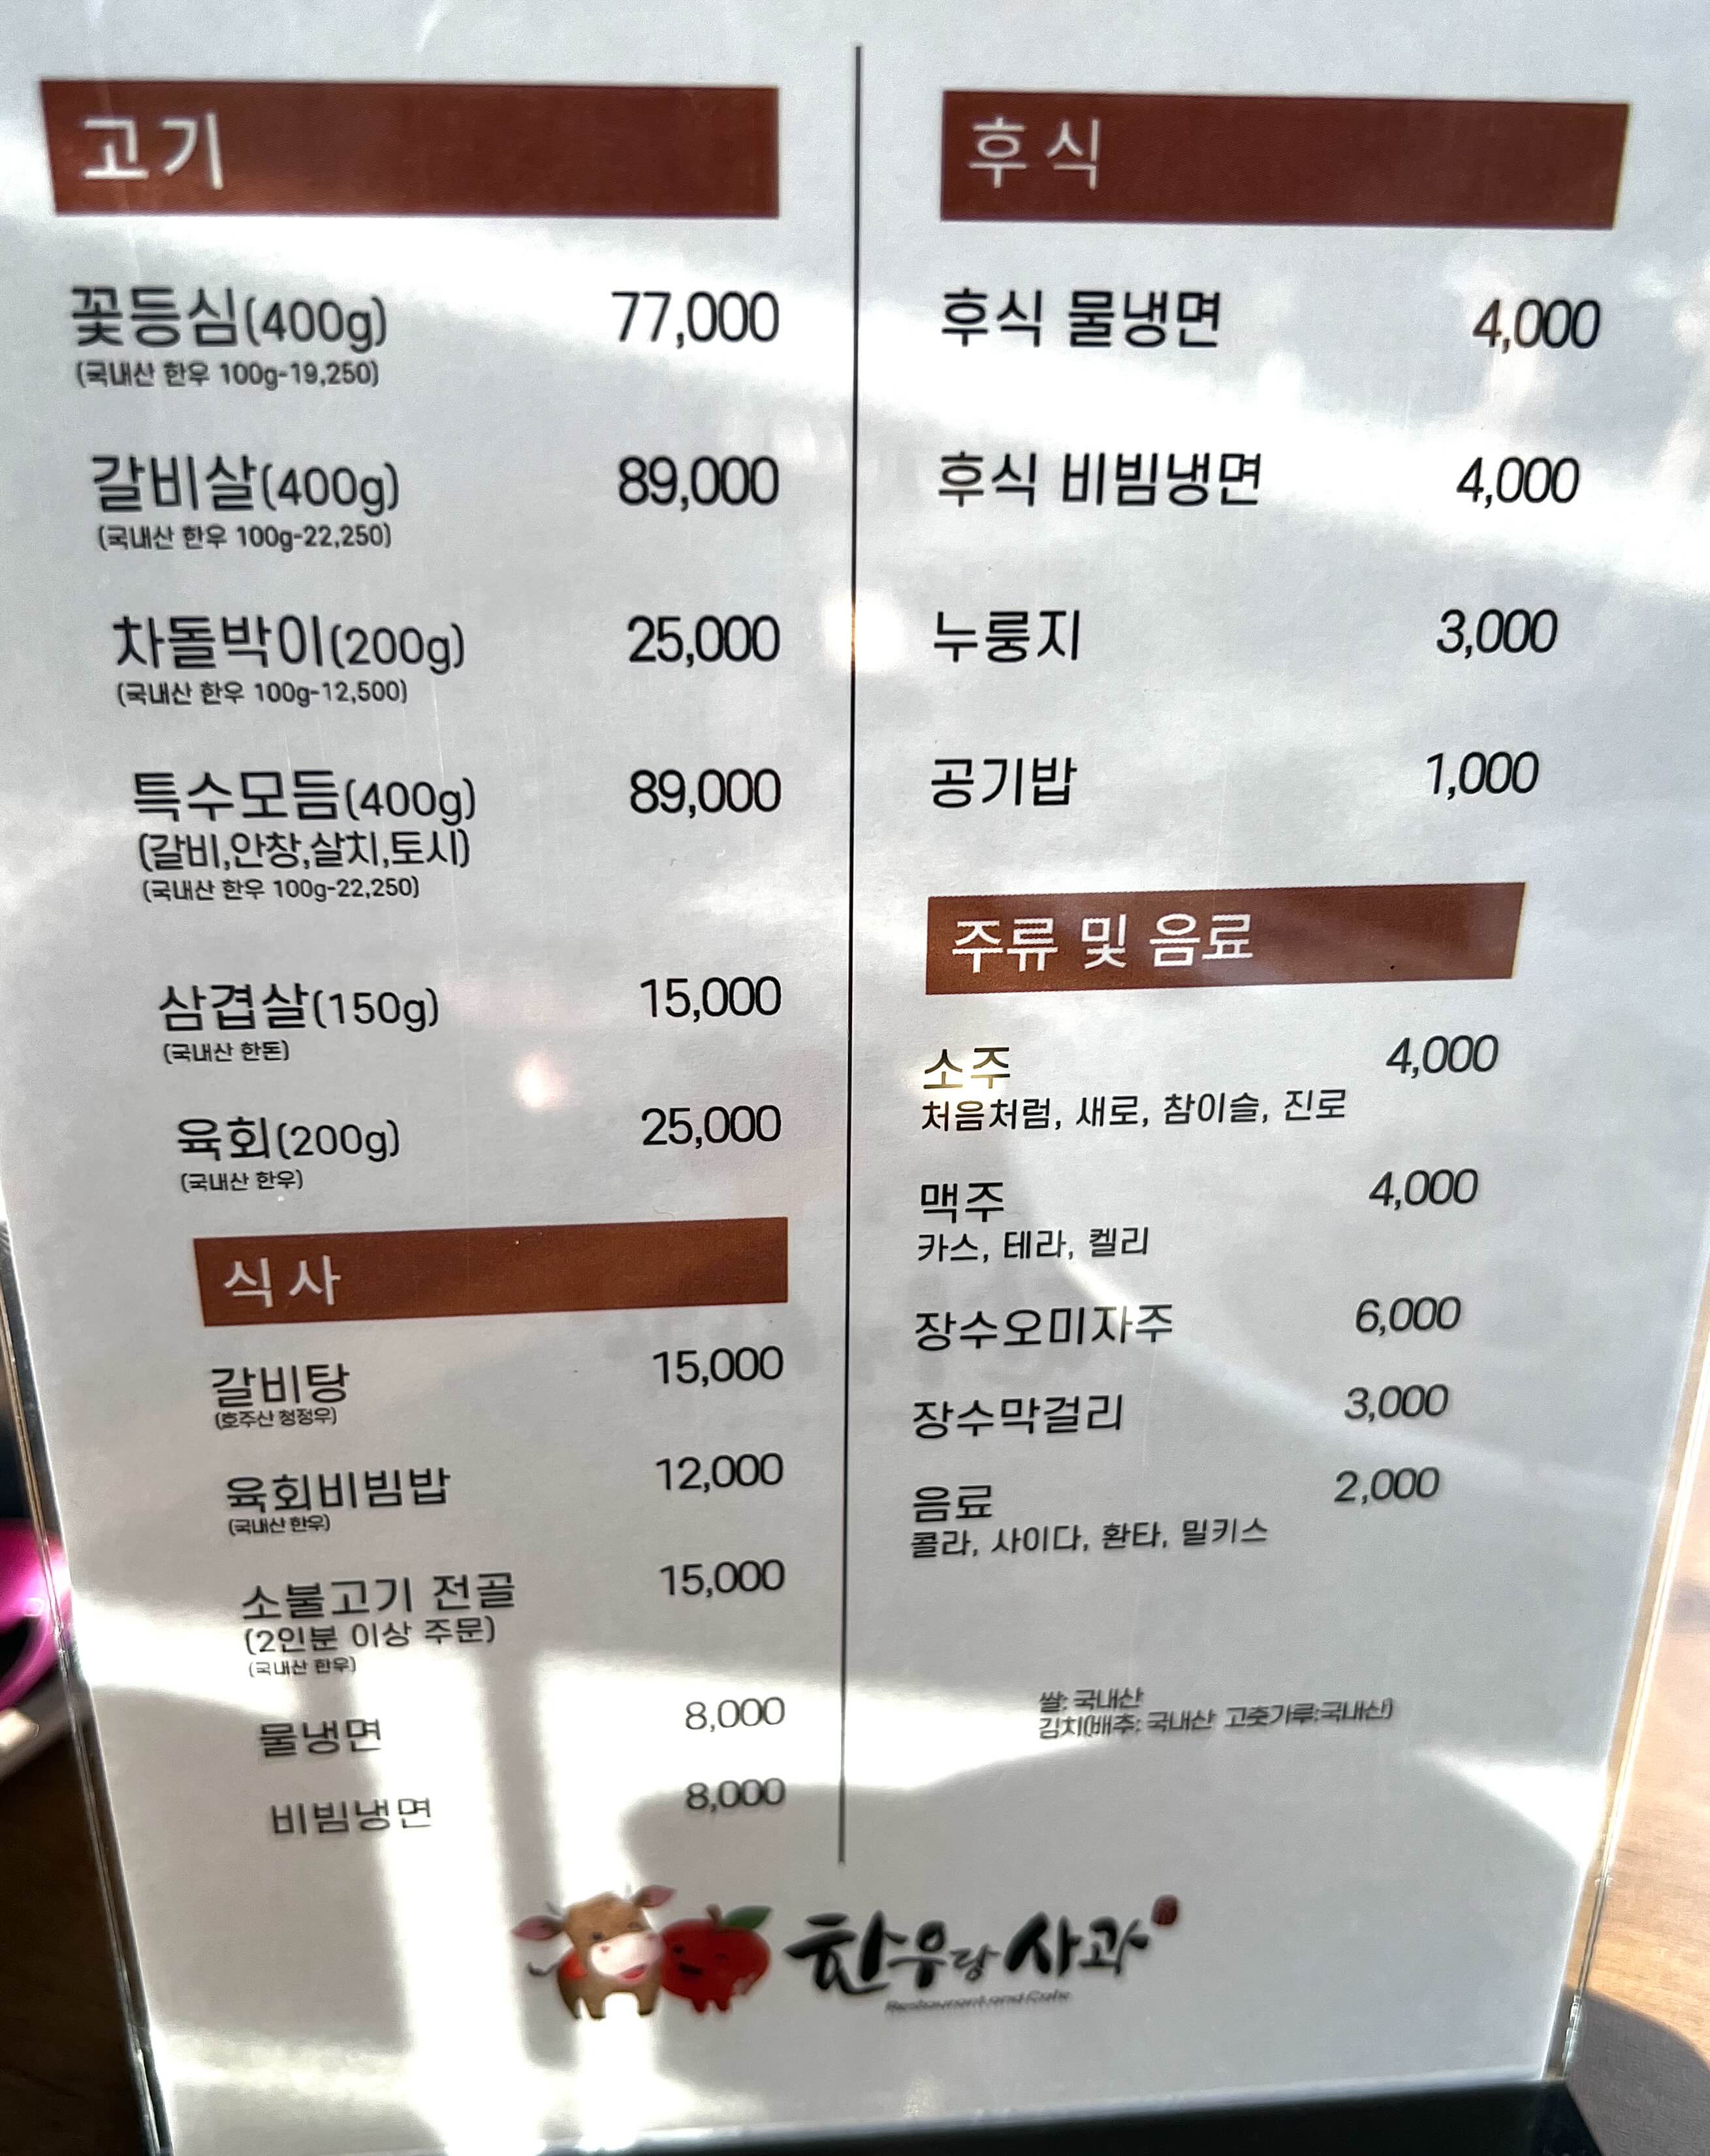 고기
꽃등심(400g) 77,000
(국내산 한우 100g-19,250)
갈비살(400g) 89,000
(국내산 한우 100g-22,250)
차돌박이(200g) 25,000
(국내산 한우 100g-12,500)
특수모듬(400g) 89,000
(갈비,안창,살치,토시)
(국내산 한우 100g-22,250)
삼겹살(150g) 15,000
(국내산 한돈)
육회(200g) 25,000
(국내산 한우)
식사
갈비탕 15,000
(호주산 청정우)
육회비빔밥 12,000
(국내산 한우)
소불고기 전골 15,000
(2인분 이상 주문)
(국내산 한우)
물냉면 8,000
비빔냉면 8,000
후식
후식 물냉면 4,000
후식 비빔냉면 4,000
누룽지 3,000
공기밥 1,000
주류 및 음료
소주 4,000
처음처럼, 새로, 참이슬, 진로
맥주 4,000
카스, 테라, 켈리
장수오미자주 6,000
장수막걸리 3,000
음료 2,000
콜라, 사이다, 환타, 밀키스
쌀: 국내산
김치(배추: 국내산 고춧가루:국내산)
한우랑 사과
Restaurant and Cafe